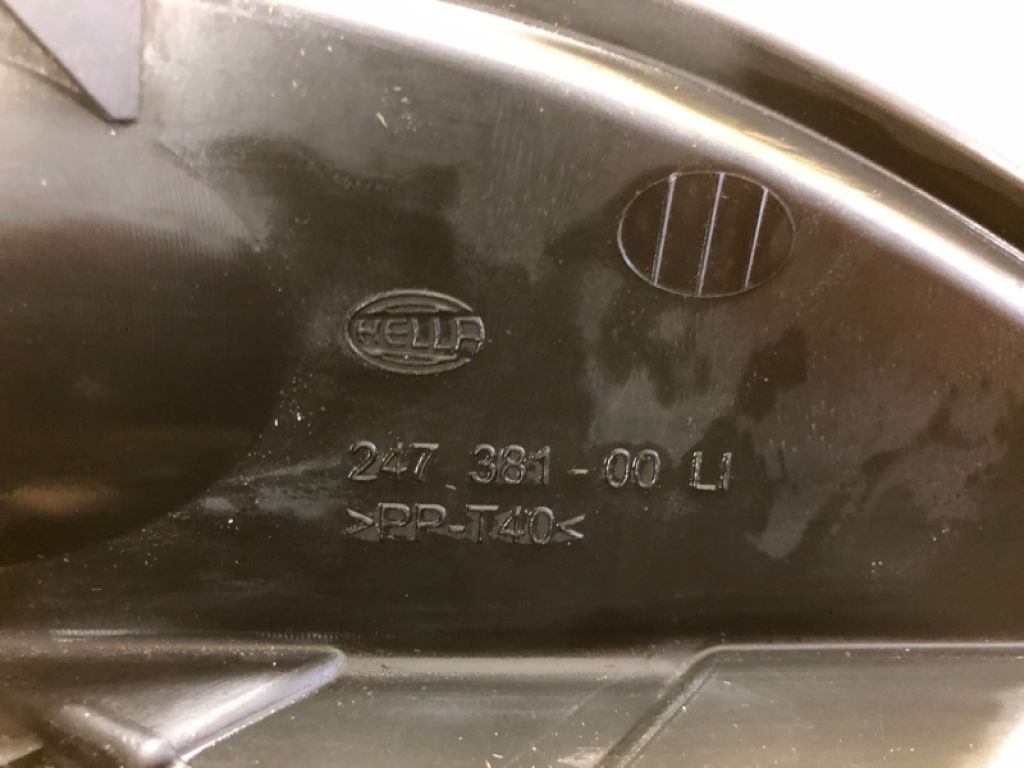 HELLA
247 381-00 LI
>PP-T40<